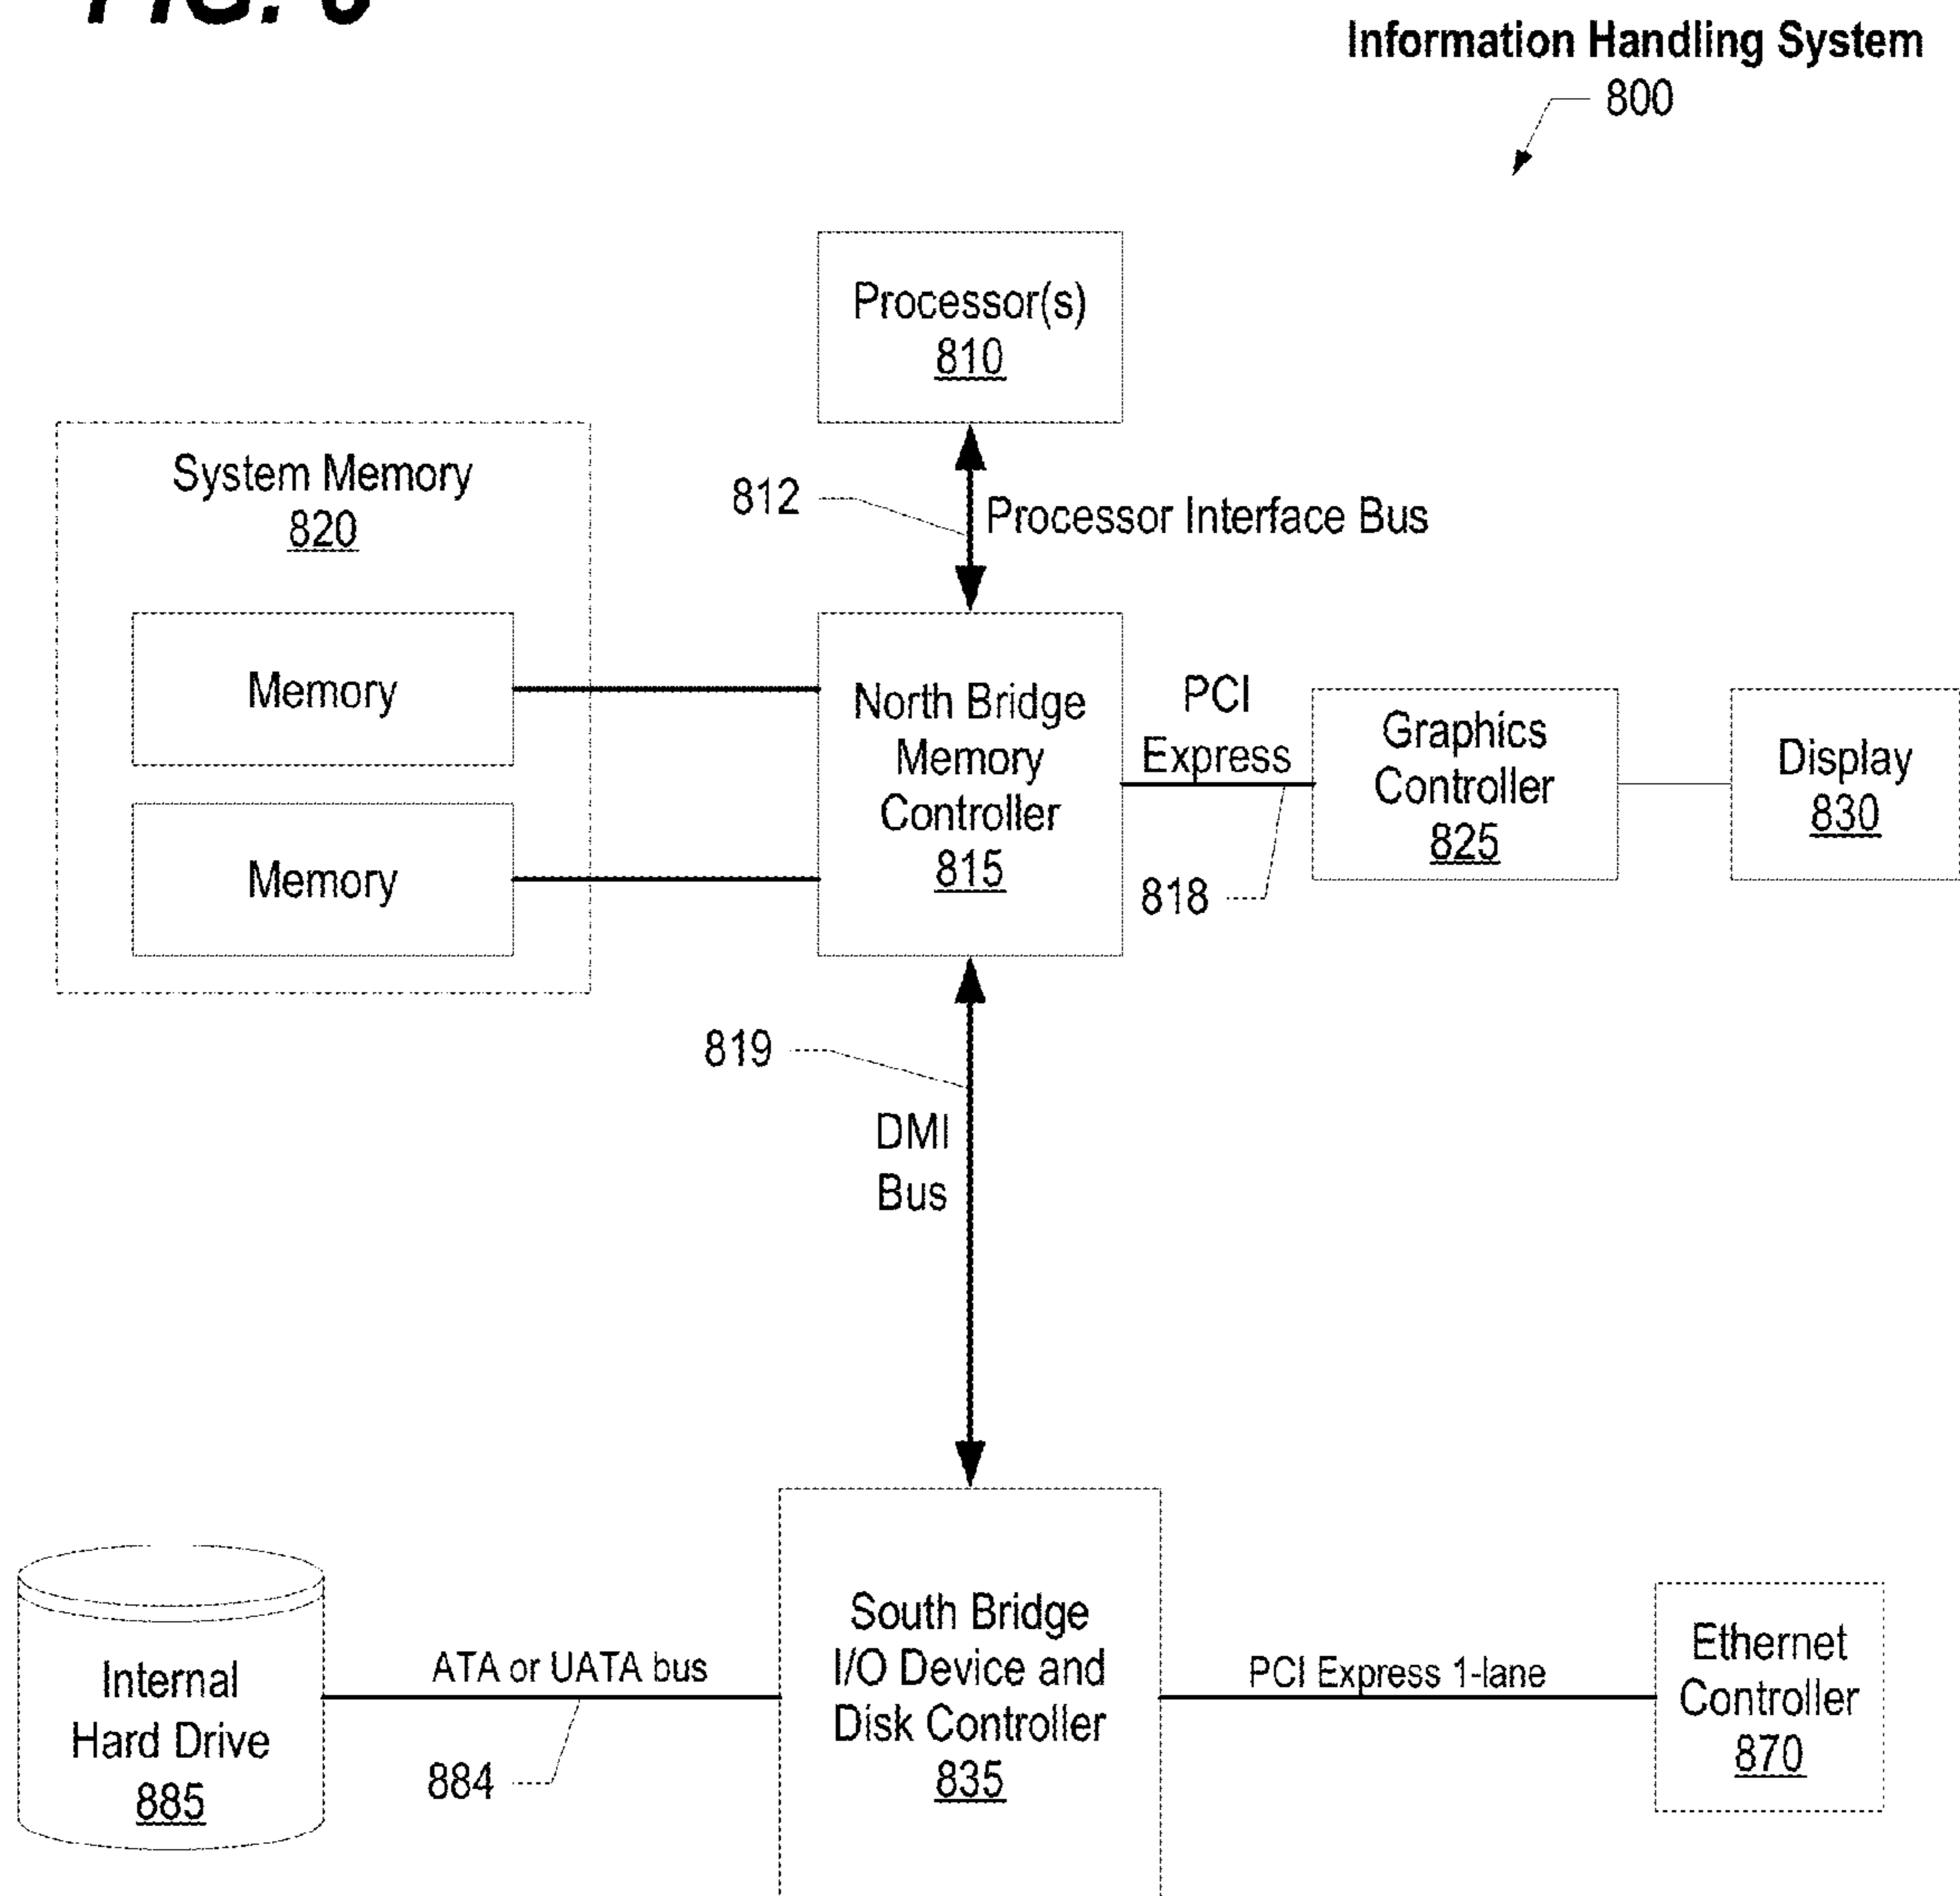 FIG. 8
Information Handling System
800
Processor(s)
810
System Memory
820
812
Processor Interface Bus
Memory
Memory
North Bridge
Memory
Controller
815
PCI
Express
818
Graphics
Controller
825
Display
830
819
DMI
Bus
Internal
Hard Drive
885
ATA or UATA bus
884
South Bridge
I/O Device and
Disk Controller
835
PCI Express 1-lane
Ethernet
Controller
870